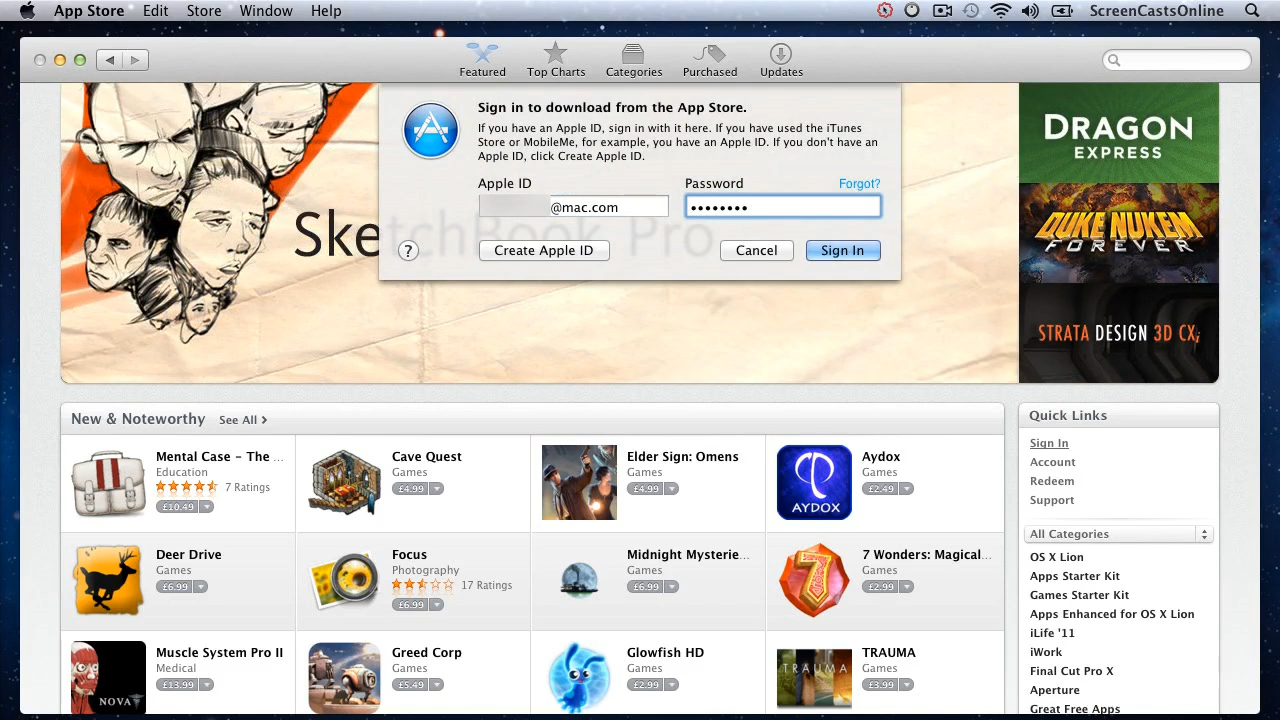 App Store Edit Store Window Help ScreenCastsOnline
Featured Top Charts Categories Purchased Updates
Sign in to download from the App Store.
If you have an Apple ID, sign in with it here. If you have used the iTunes
Store or MobileMe, for example, you have an Apple ID. If you don't have an
Apple ID, click Create Apple ID.
Apple ID Password Forgot?
@mac.com ••••••••
? Create Apple ID Cancel Sign In
SketchBook Pro
DRAGON
EXPRESS
DUKE NUKEM
FOREVER
STRATA DESIGN 3D CXi
New & Noteworthy See All >
Mental Case – The ...
Education
7 Ratings
£10.49
Cave Quest
Games
£4.99
Elder Sign: Omens
Games
£4.99
AYDOX
Aydox
Games
£2.49
Deer Drive
Games
£6.99
Focus
Photography
17 Ratings
£6.99
Midnight Mysterie...
Games
£6.99
7
7 Wonders: Magical...
Games
£2.99
NOVA
Muscle System Pro II
Medical
£13.99
Greed Corp
Games
£5.49
Glowfish HD
Games
£2.99
TRAUMA
TRAUMA
Games
£3.99
Quick Links
Sign In
Account
Redeem
Support
All Categories
OS X Lion
Apps Starter Kit
Games Starter Kit
Apps Enhanced for OS X Lion
iLife '11
iWork
Final Cut Pro X
Aperture
Great Free Apps